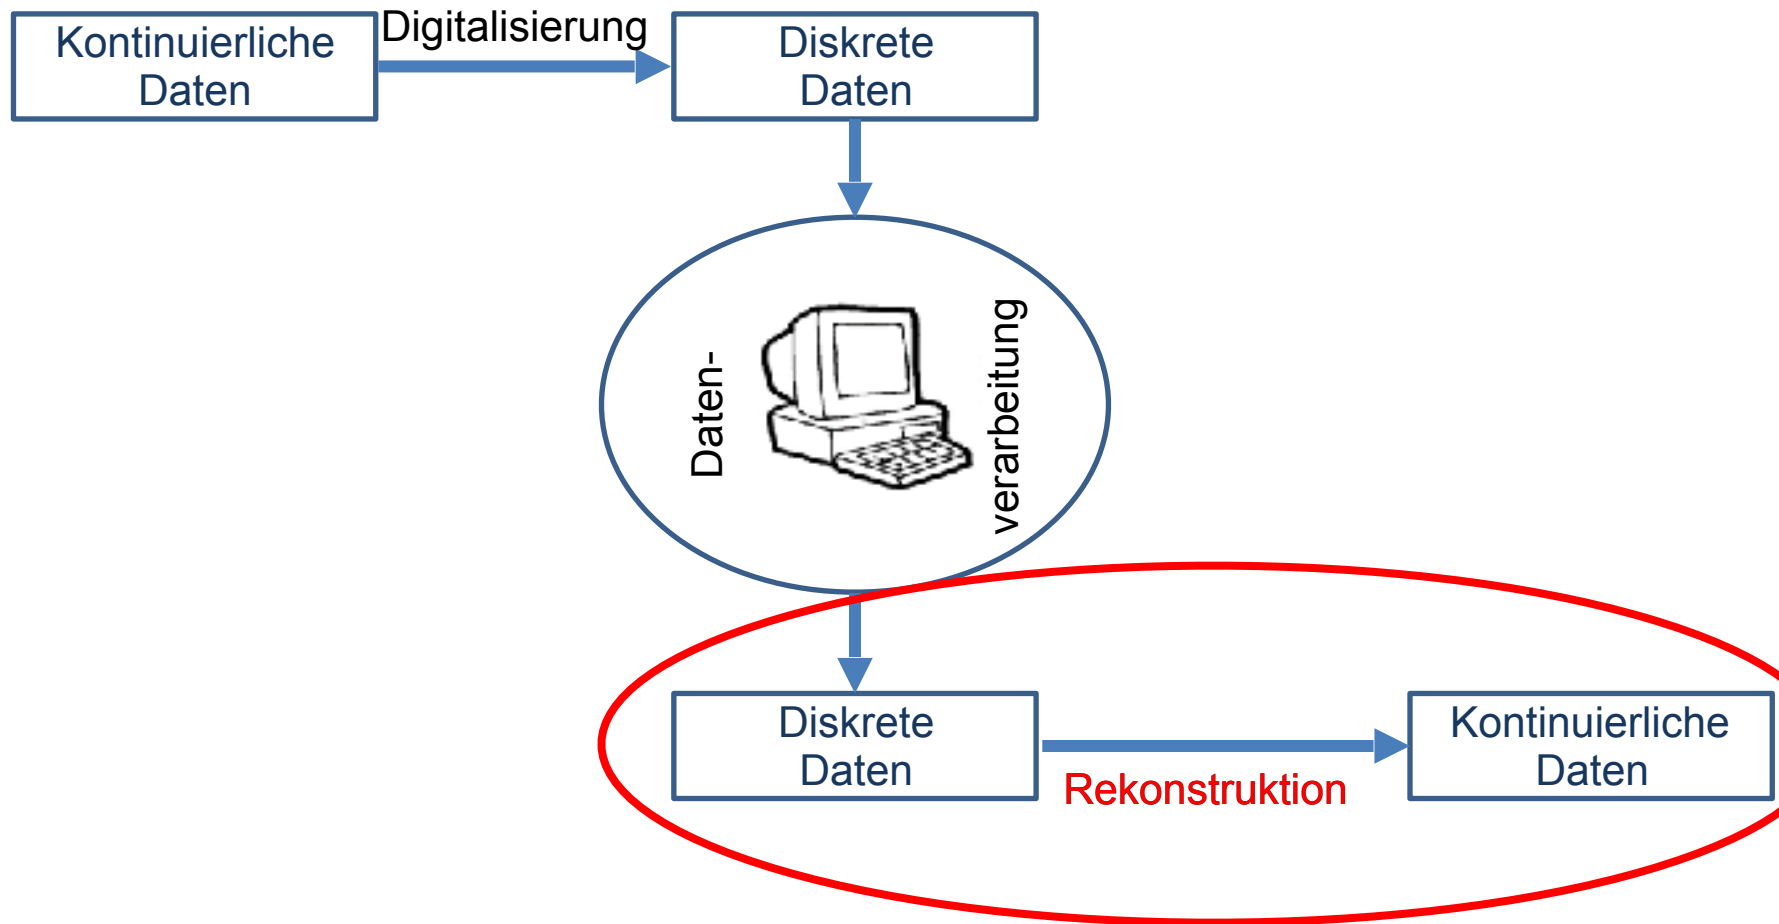 Kontinuierliche
Daten
Digitalisierung
Diskrete
Daten
Daten-
verarbeitung
Diskrete
Daten
Rekonstruktion
Kontinuierliche
Daten